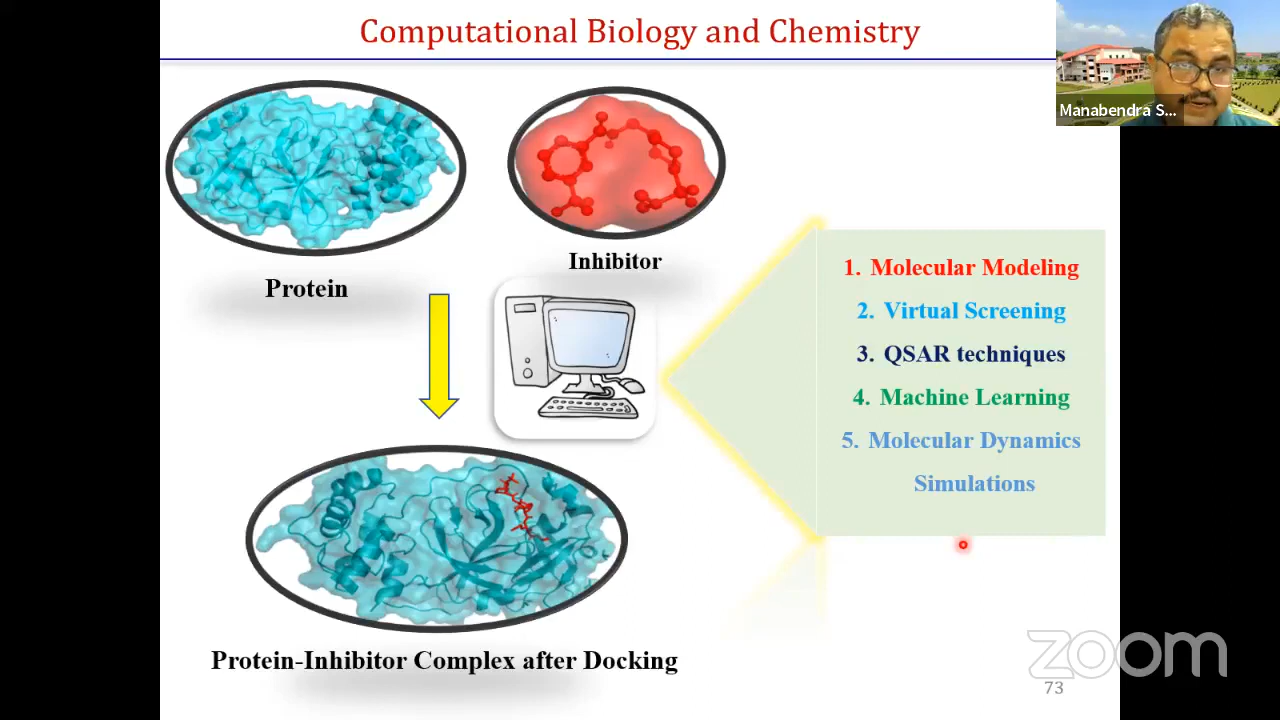 Computational Biology and Chemistry
Manabendra S...
Protein
Inhibitor
1. Molecular Modeling
2. Virtual Screening
3. QSAR techniques
4. Machine Learning
5. Molecular Dynamics
Simulations
Protein-Inhibitor Complex after Docking
zoom
73